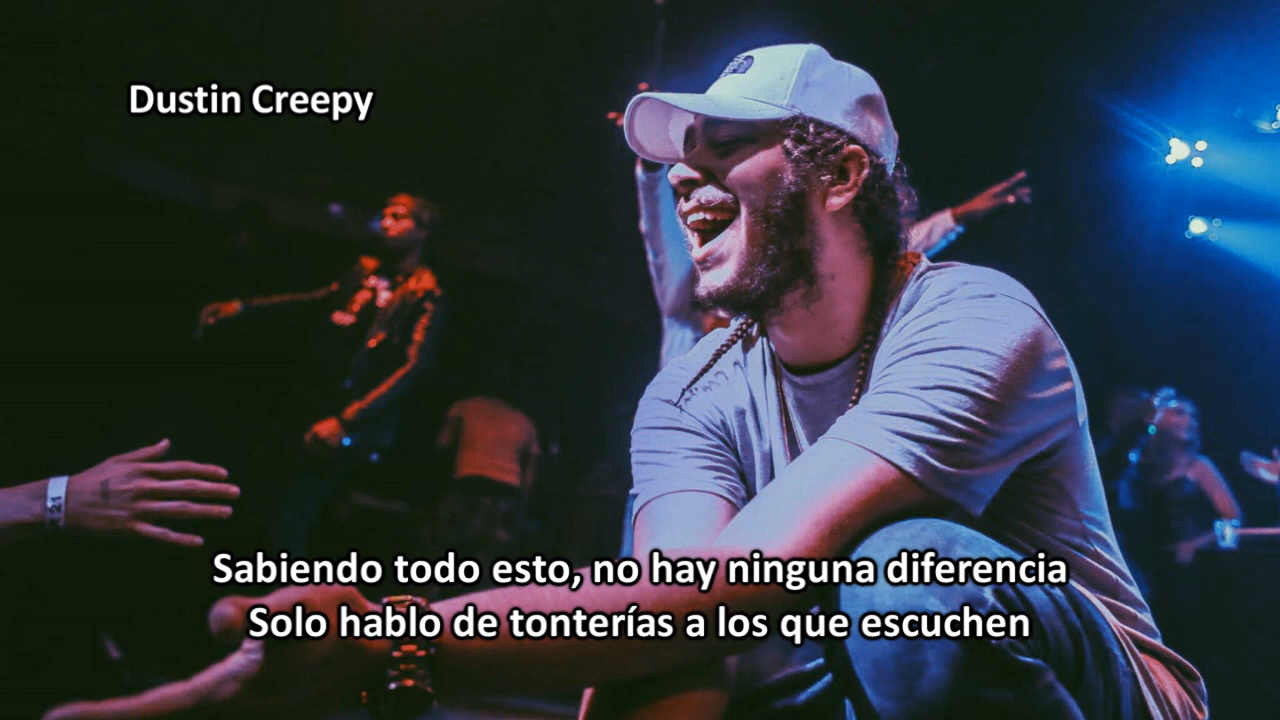 Dustin Creepy
Sabiendo todo esto, no hay ninguna diferencia
Solo hablo de tonterías a los que escuchen